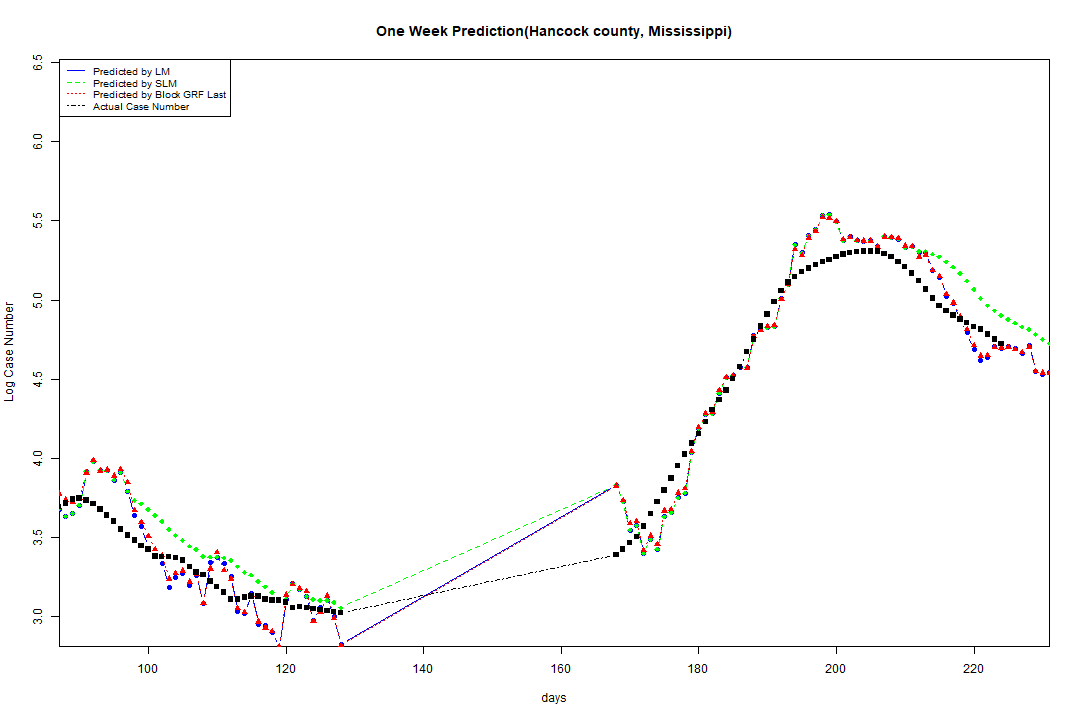 One Week Prediction(Hancock county, Mississippi)
Predicted by LM
Predicted by SLM
Predicted by Block GRF Last
Actual Case Number
6.5
6.0
5.5
5.0
4.5
4.0
3.5
3.0
Log Case Number
100 120 140 160 180 200 220
days